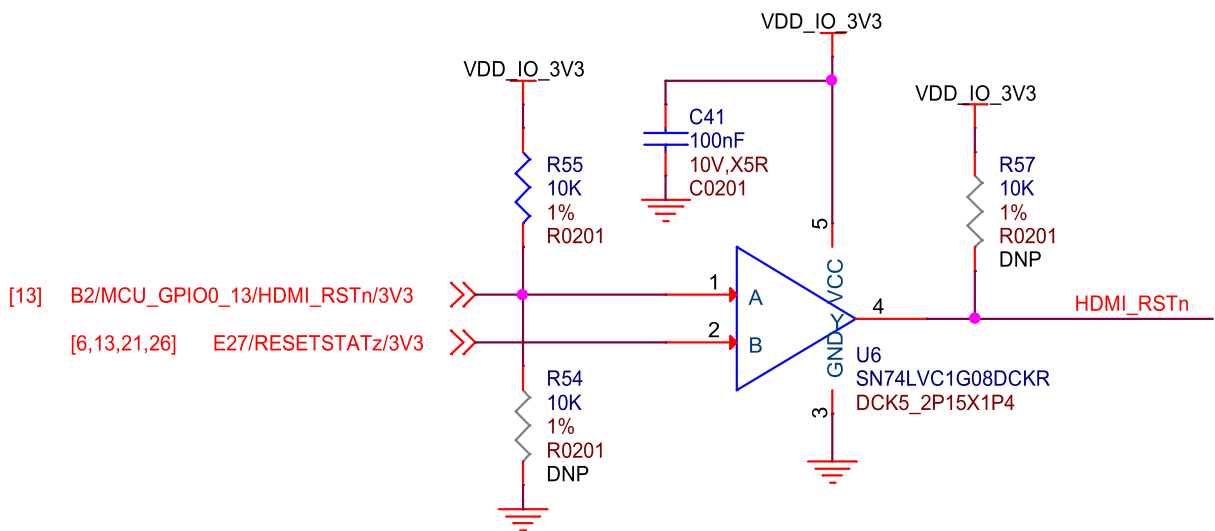 VDD_IO_3V3
VDD_IO_3V3
VDD_IO_3V3
C41
100nF
10V,X5R
C0201
R55
10K
1%
R0201
R57
10K
1%
R0201
DNP
5
VCC
[13] B2/MCU_GPIO0_13/HDMI_RSTn/3V3
1
A
Y
4
HDMI_RSTn
[6,13,21,26] E27/RESETSTATz/3V3
2
B
GND
3
U6
SN74LVC1G08DCKR
DCK5_2P15X1P4
R54
10K
1%
R0201
DNP